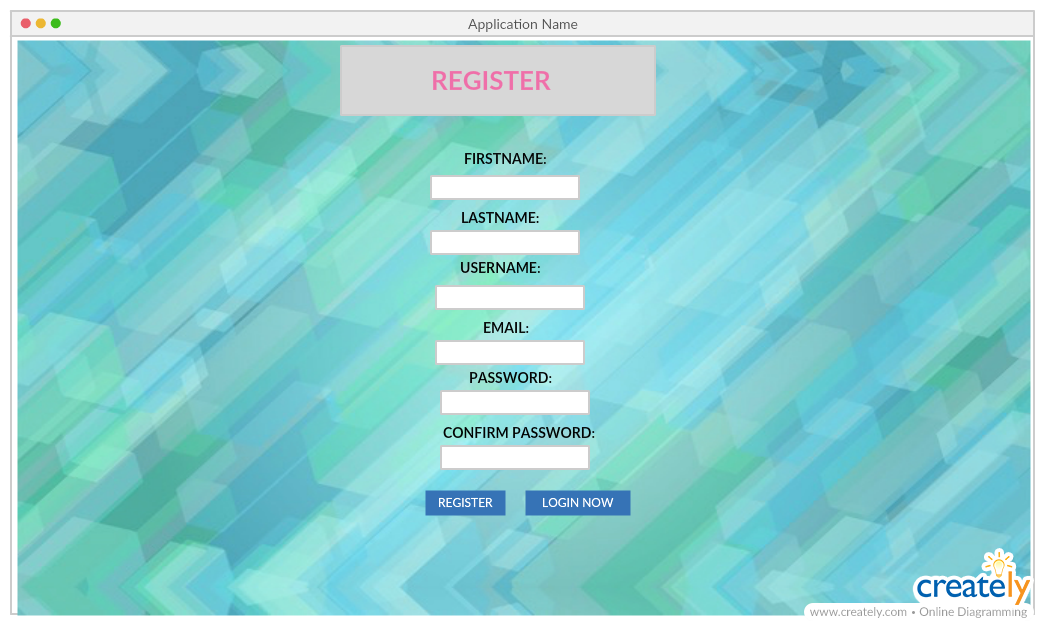 Application Name
REGISTER
FIRSTNAME:
LASTNAME:
USERNAME:
EMAIL:
PASSWORD:
CONFIRM PASSWORD:
REGISTER LOGIN NOW
creately
www.creately.com • Online Diagramming